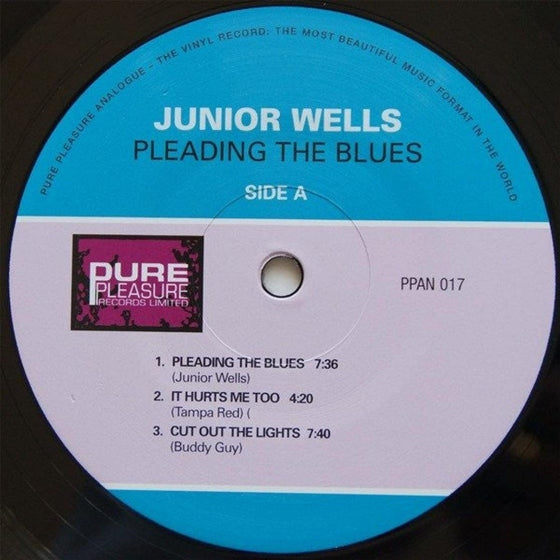 PURE PLEASURE ANALOGUE - THE VINYL RECORD: THE MOST BEAUTIFUL MUSIC FORMAT IN THE WORLD
JUNIOR WELLS
PLEADING THE BLUES
SIDE A
PURE
PLEASURE
RECORDS LIMITED
PPAN 017
1. PLEADING THE BLUES 7:36
(Junior Wells)
2. IT HURTS ME TOO 4:20
(Tampa Red) (
3. CUT OUT THE LIGHTS 7:40
(Buddy Guy)